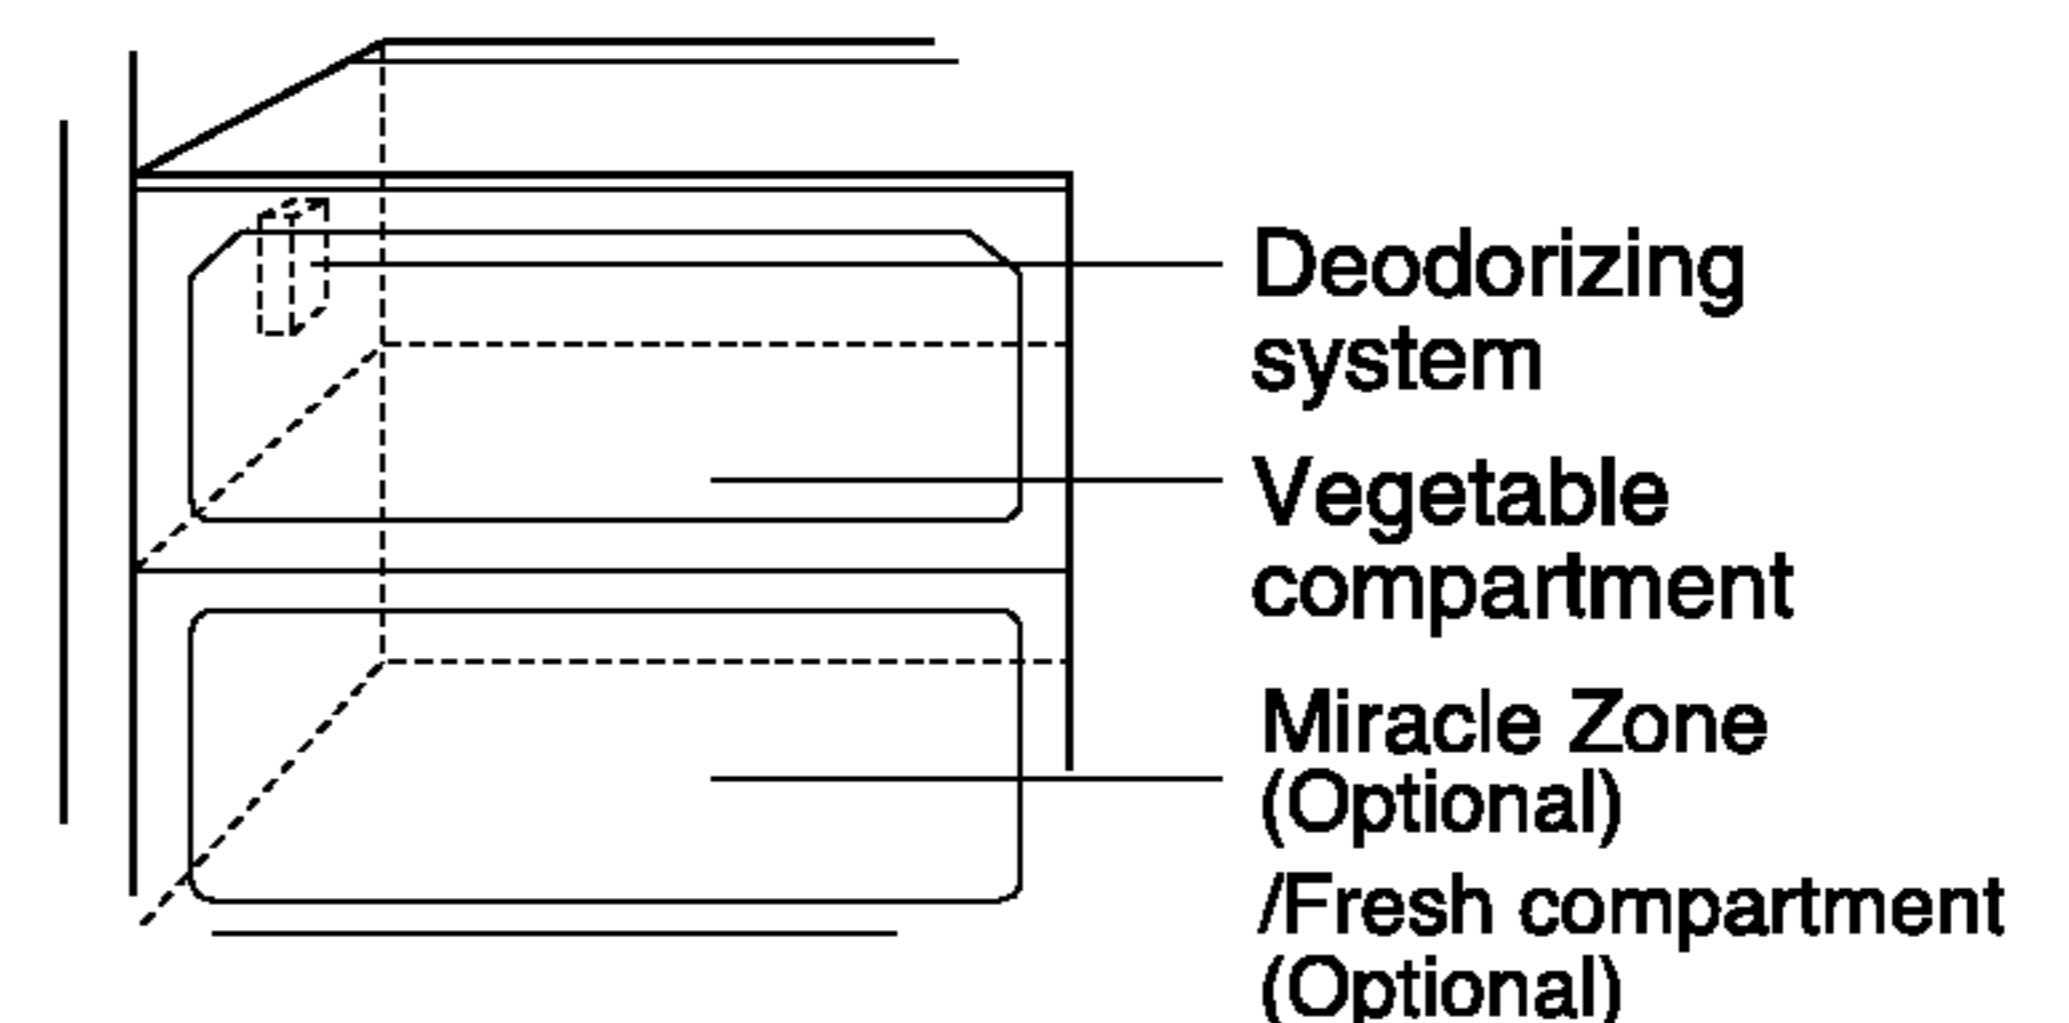 Deodorizing
system
Vegetable
compartment
Miracle Zone
(Optional)
/Fresh compartment
(Optional)